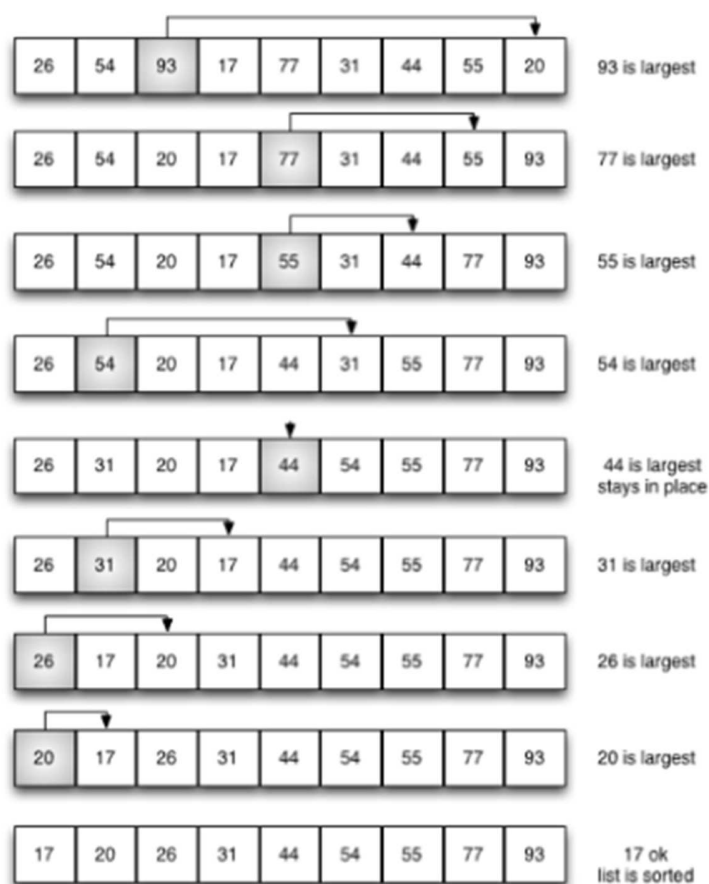 26 54 93 17 77 31 44 55 20 93 is largest
26 54 20 17 77 31 44 55 93 77 is largest
26 54 20 17 55 31 44 77 93 55 is largest
26 54 20 17 44 31 55 77 93 54 is largest
26 31 20 17 44 54 55 77 93 44 is largest
stays in place
26 31 20 17 44 54 55 77 93 31 is largest
26 17 20 31 44 54 55 77 93 26 is largest
20 17 26 31 44 54 55 77 93 20 is largest
17 20 26 31 44 54 55 77 93 17 ok
list is sorted